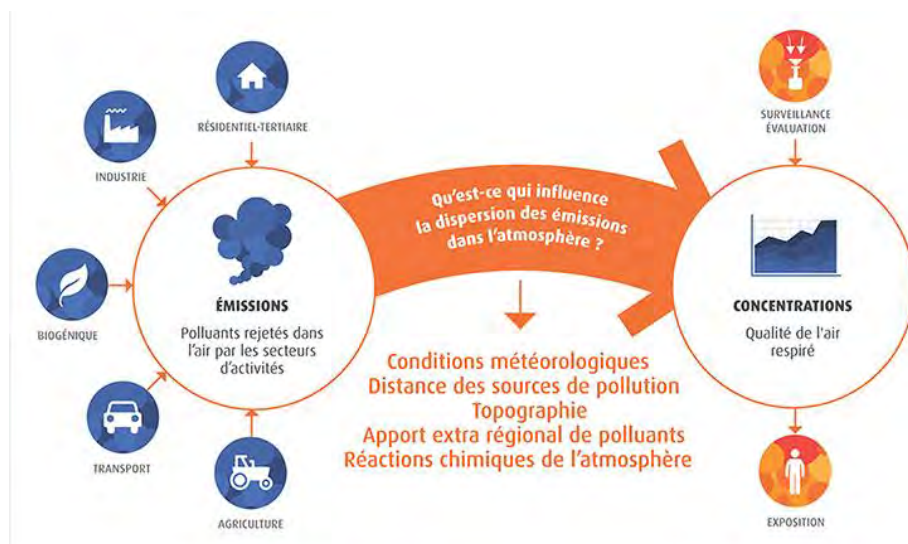 RÉSIDENTIEL-TERTIAIRE
INDUSTRIE
BIOGÉNIQUE
TRANSPORT
AGRICULTURE
ÉMISSIONS
Polluants rejetés dans
l'air par les secteurs
d'activités
Qu'est-ce qui influence
la dispersion des émissions
dans l'atmosphère ?
Conditions météorologiques
Distance des sources de pollution
Topographie
Apport extra régional de polluants
Réactions chimiques de l'atmosphère
SURVEILLANCE
ÉVALUATION
CONCENTRATIONS
Qualité de l'air
respiré
EXPOSITION